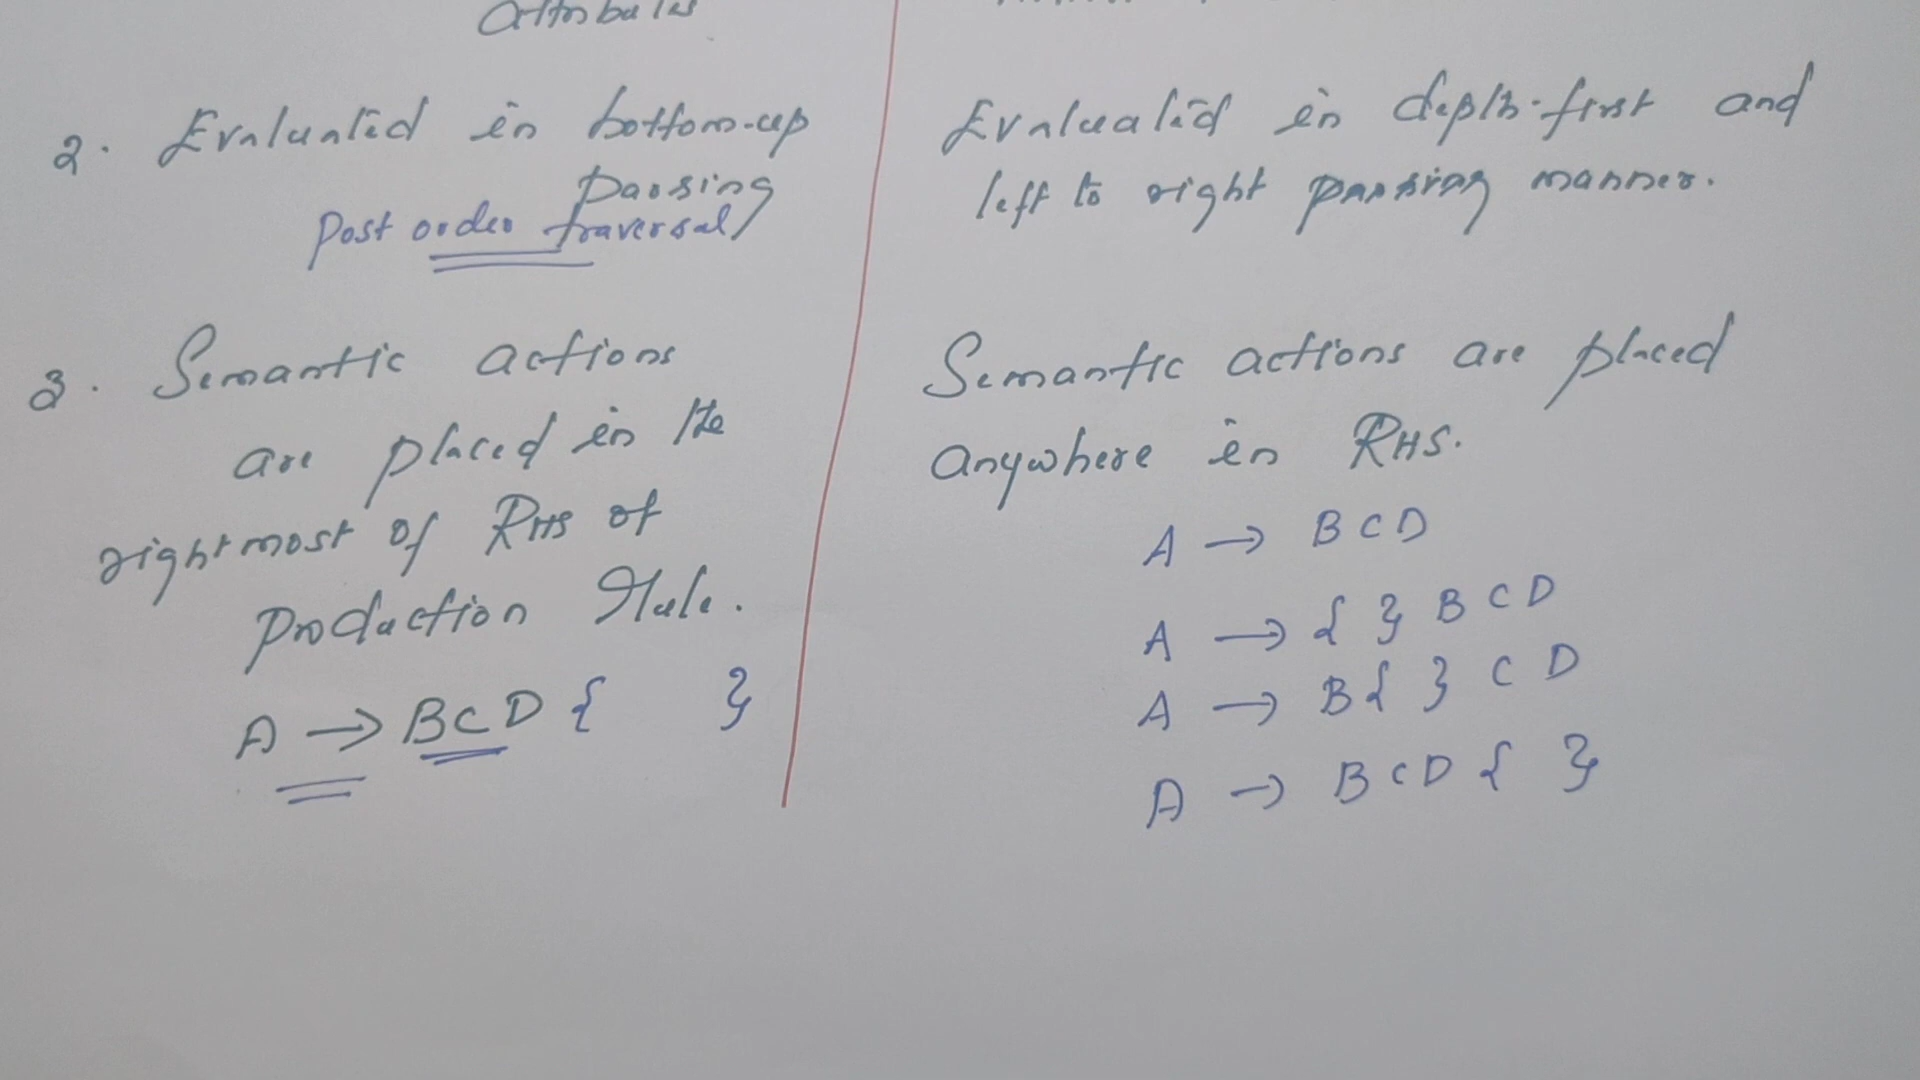 Attributes
2. Evaluated in bottom-up
parsing
Post order traversal
3. Semantic actions
are placed in the
rightmost of RHS of
Production Rule.
A → BCD { }
Evaluated in depth-first and
left to right parsing manner.
Semantic actions are placed
anywhere in RHS.
A → BCD
A → { } B C D
A → B { } C D
A → BCD { }